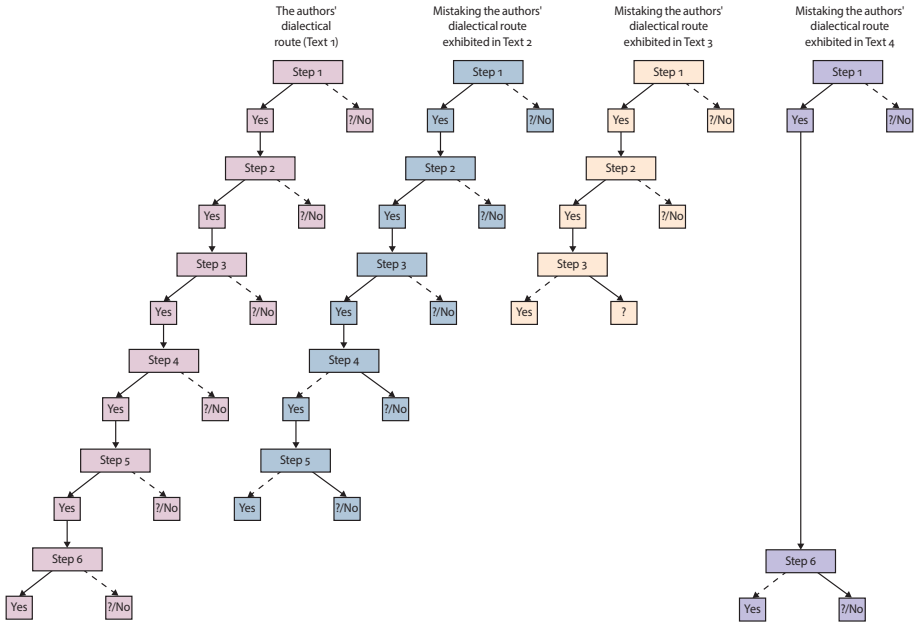 The authors'
dialectical
route (Text 1)
Mistaking the authors'
dialectical route
exhibited in Text 2
Mistaking the authors'
dialectical route
exhibited in Text 3
Mistaking the authors'
dialectical route
exhibited in Text 4
Step 1
Step 1
Step 1
Step 1
Yes
?/No
Yes
?/No
Yes
?/No
Yes
?/No
Step 2
Step 2
Step 2
Yes
?/No
Yes
?/No
Yes
?/No
Step 3
Step 3
Step 3
Yes
?/No
Yes
?/No
Yes
?
Step 4
Step 4
Yes
?/No
Yes
?/No
Step 5
Step 5
Yes
?/No
Yes
?/No
Step 6
Step 6
Yes
?/No
Yes
?/No